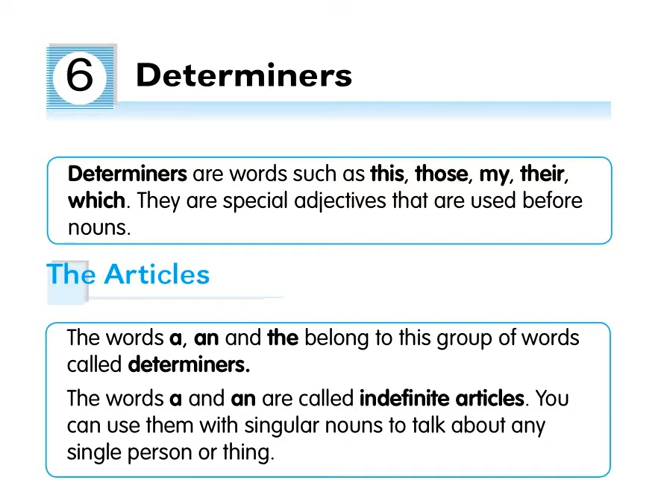 6 Determiners
Determiners are words such as this, those, my, their,
which. They are special adjectives that are used before
nouns.
The Articles
The words a, an and the belong to this group of words
called determiners.
The words a and an are called indefinite articles. You
can use them with singular nouns to talk about any
single person or thing.